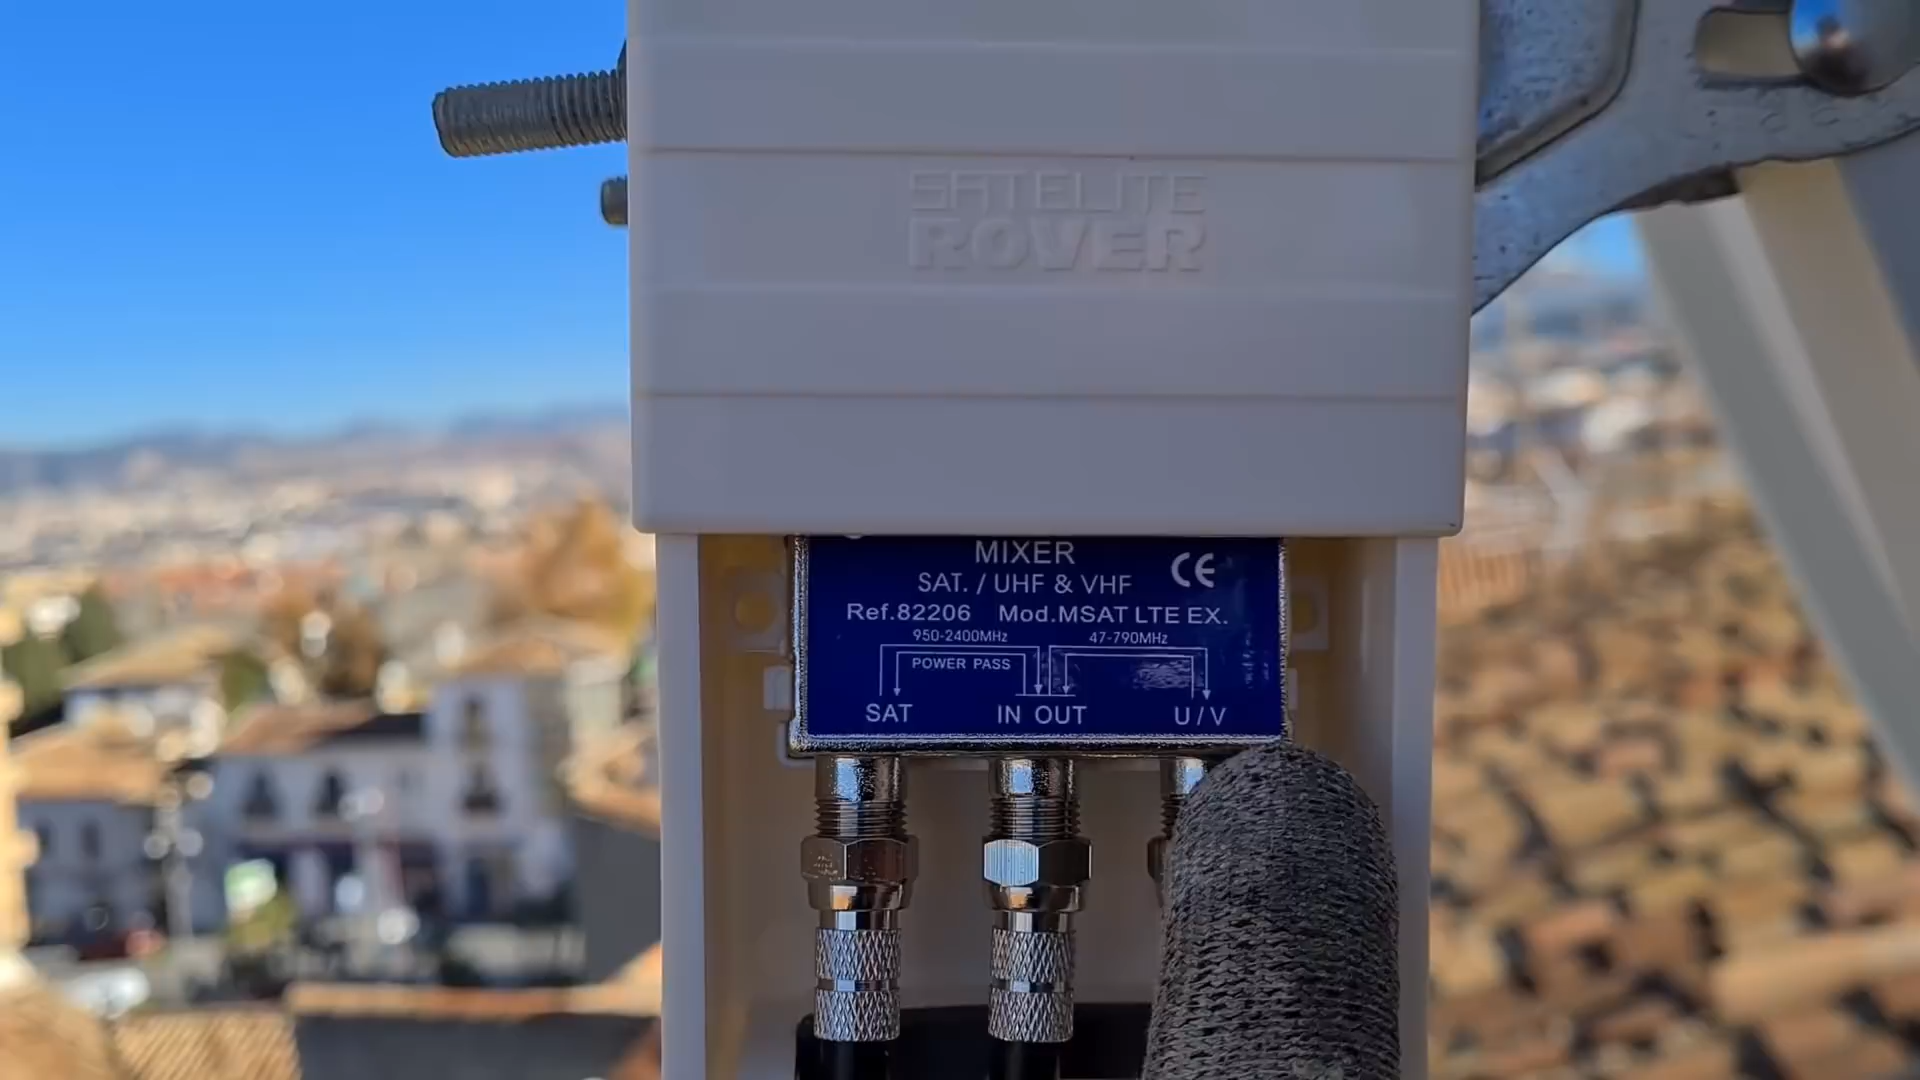 SATELITE
ROVER
MIXER
CE
SAT. / UHF & VHF
Ref.82206 Mod.MSAT LTE EX.
950-2400MHz 47-790MHz
POWER PASS
SAT IN OUT U/V